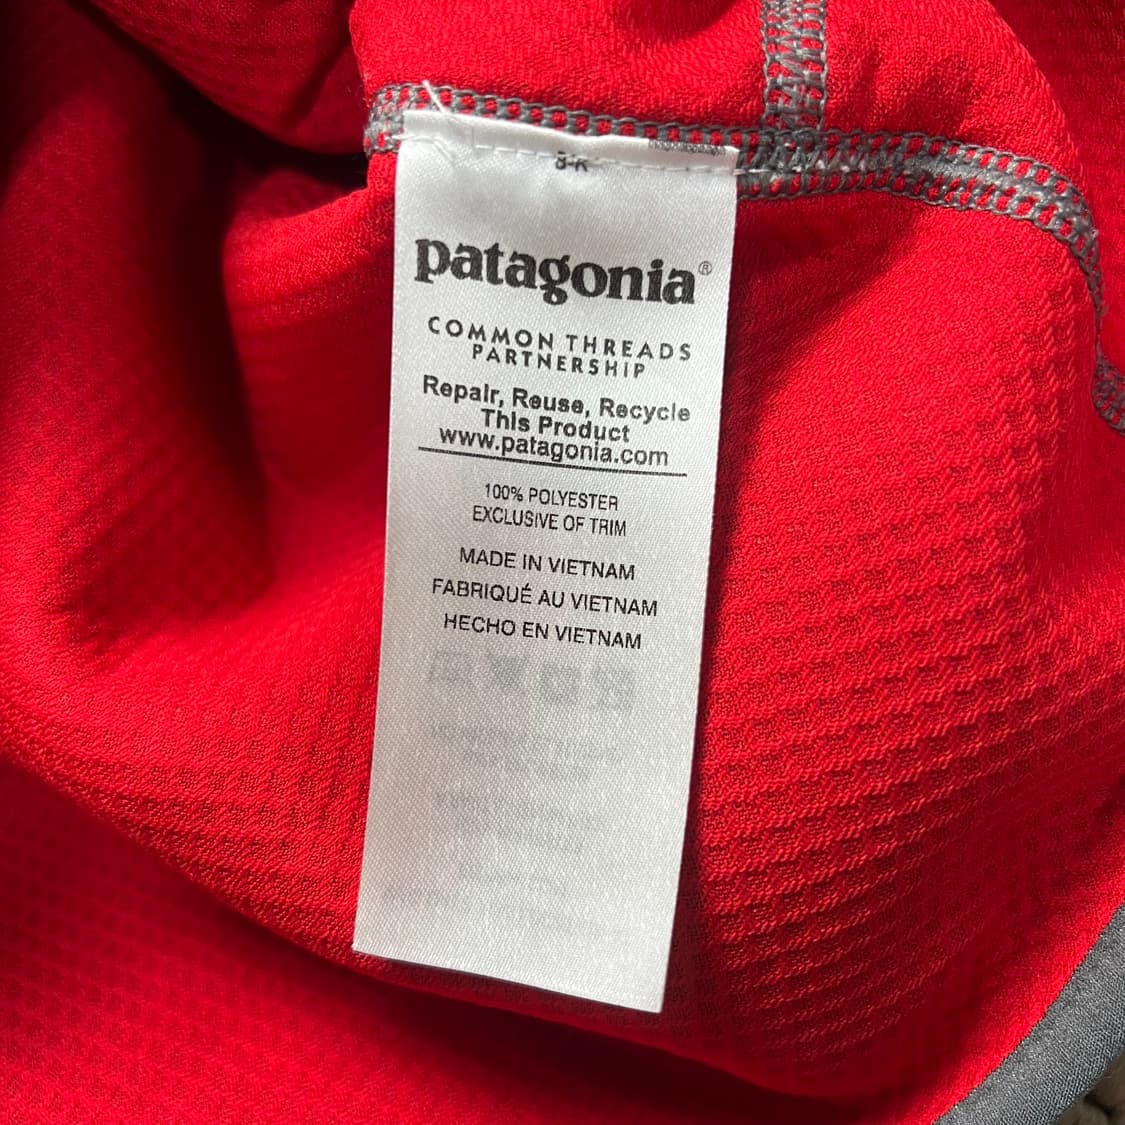 patagonia®
COMMON THREADS
PARTNERSHIP
Repair, Reuse, Recycle
This Product
www.patagonia.com
100% POLYESTER
EXCLUSIVE OF TRIM
MADE IN VIETNAM
FABRIQUÉ AU VIETNAM
HECHO EN VIETNAM